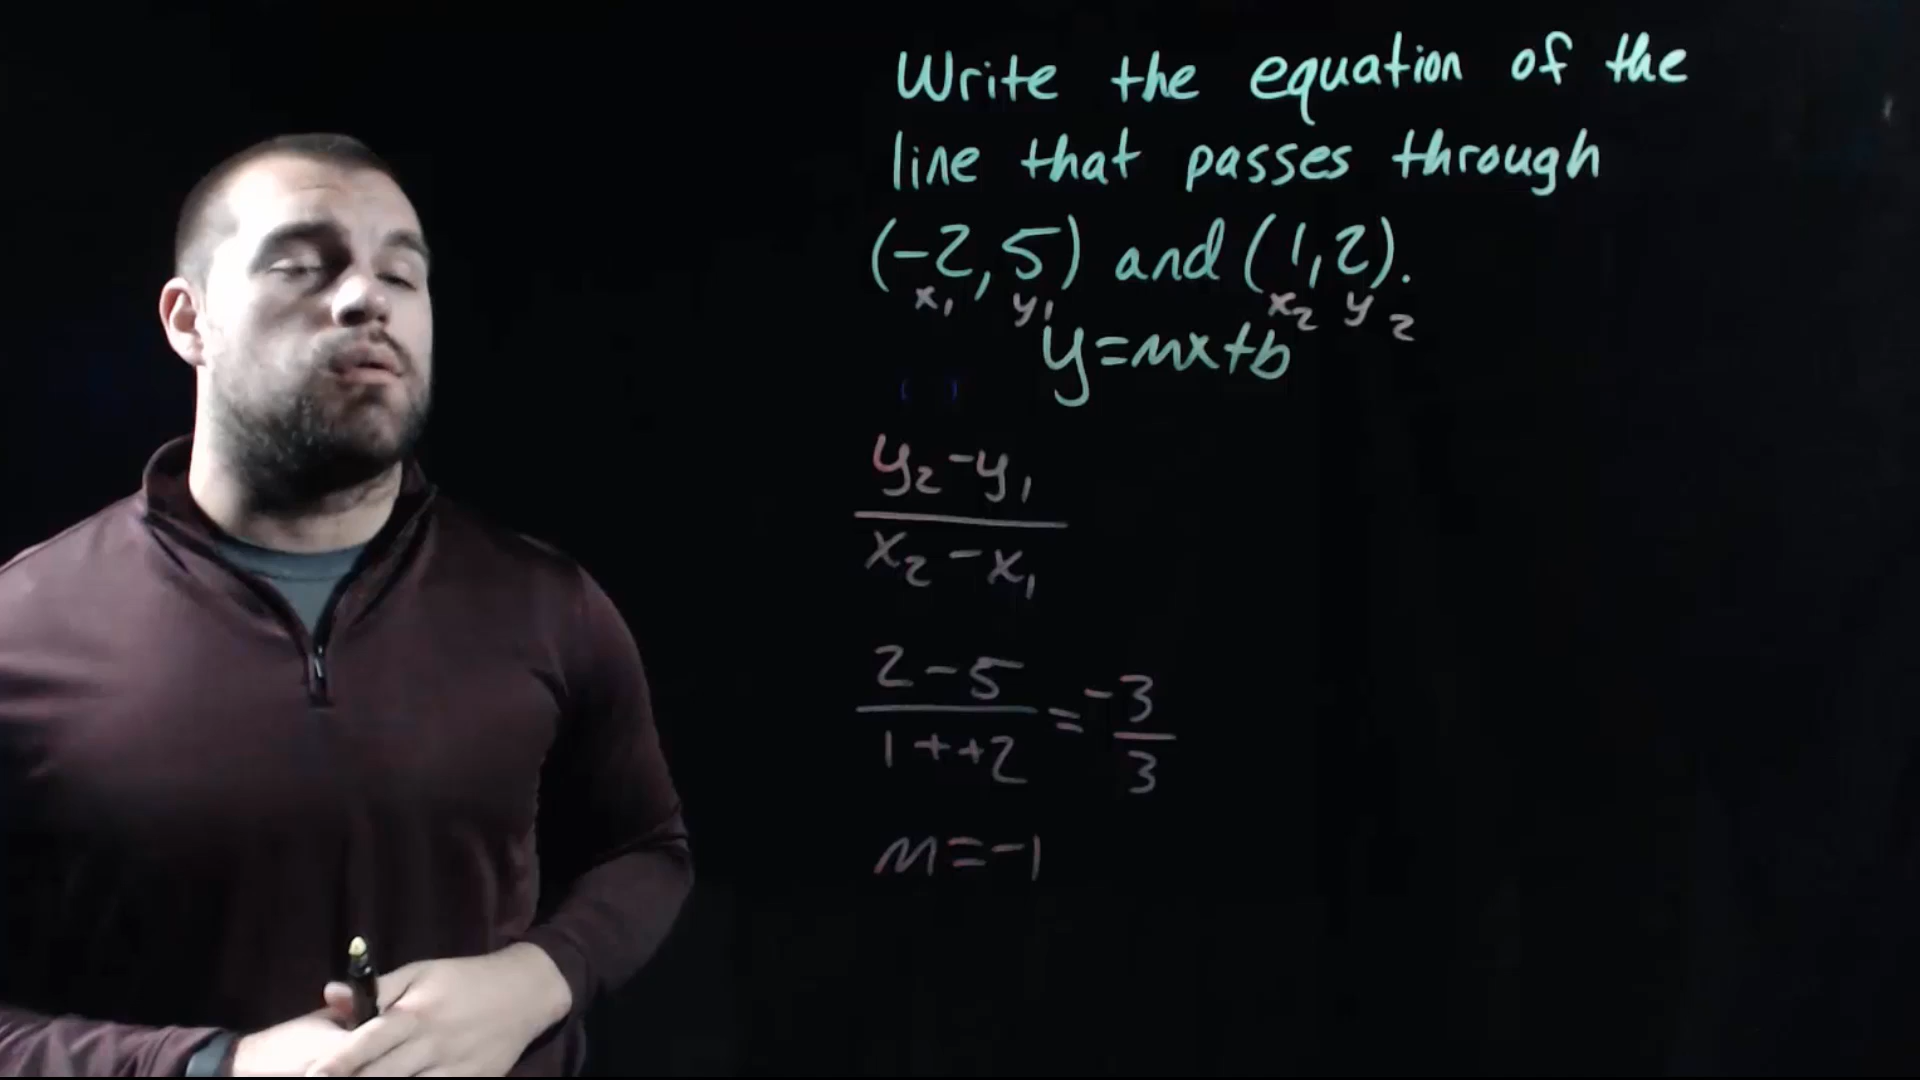 Write the equation of the
line that passes through
(-2, 5) and (1, 2).
x₁ y₁ x₂ y₂
y=mx+b
y₂-y₁
x₂-x₁
2-5
1++2
= -3
3
m=-1